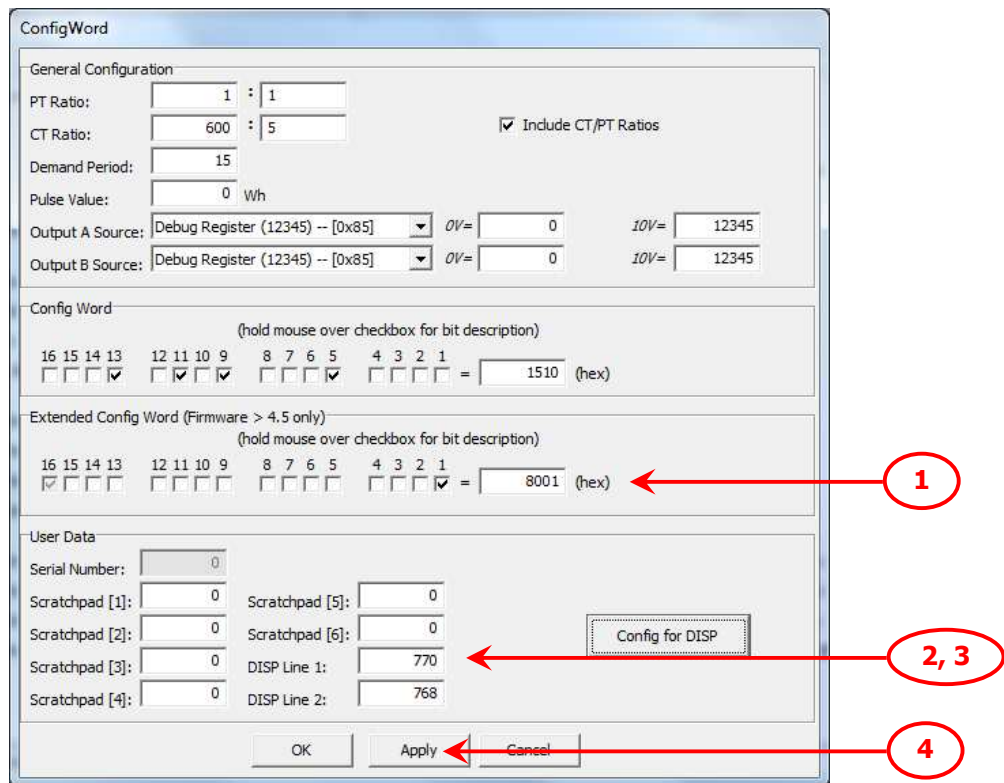 ConfigWord
General Configuration
PT Ratio: 1 : 1
CT Ratio: 600 : 5 Include CT/PT Ratios
Demand Period: 15
Pulse Value: 0 Wh
Output A Source: Debug Register (12345) -- [0x85] 0V= 0 10V= 12345
Output B Source: Debug Register (12345) -- [0x85] 0V= 0 10V= 12345
Config Word
(hold mouse over checkbox for bit description)
16 15 14 13 12 11 10 9 8 7 6 5 4 3 2 1
= 1510 (hex)
Extended Config Word (Firmware > 4.5 only)
(hold mouse over checkbox for bit description)
16 15 14 13 12 11 10 9 8 7 6 5 4 3 2 1
= 8001 (hex) 1
User Data
Serial Number: 0
Scratchpad [1]: 0 Scratchpad [5]: 0
Scratchpad [2]: 0 Scratchpad [6]: 0 Config for DISP
Scratchpad [3]: 0 DISP Line 1: 770 2, 3
Scratchpad [4]: 0 DISP Line 2: 768
OK Apply Cancel 4